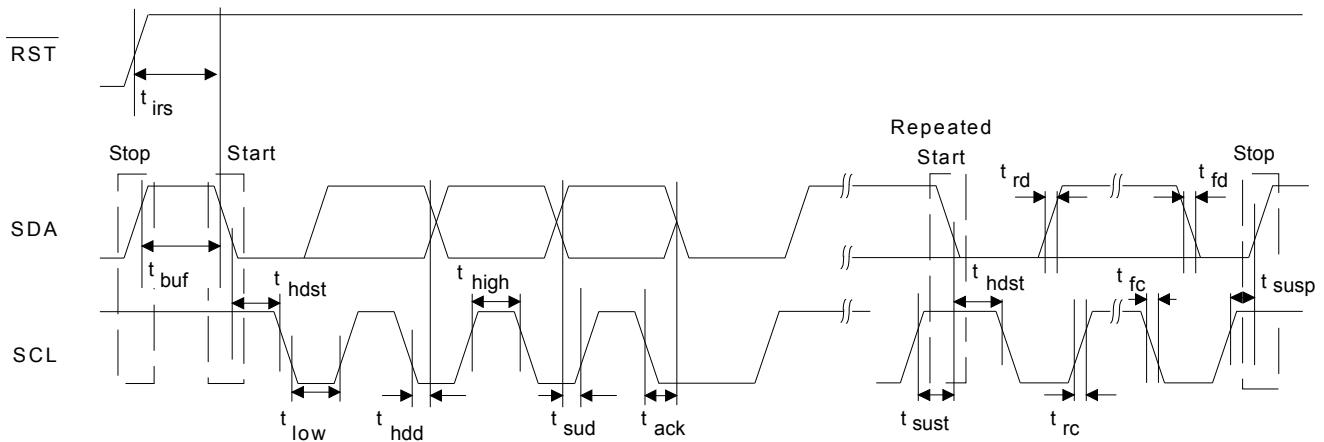 RST
t irs
Repeated
Stop
Start
Start
Stop
t rd
t fd
SDA
t buf
t hdst
t high
t hdst
t fc
t susp
SCL
t low
t hdd
t sud
t ack
t sust
t rc